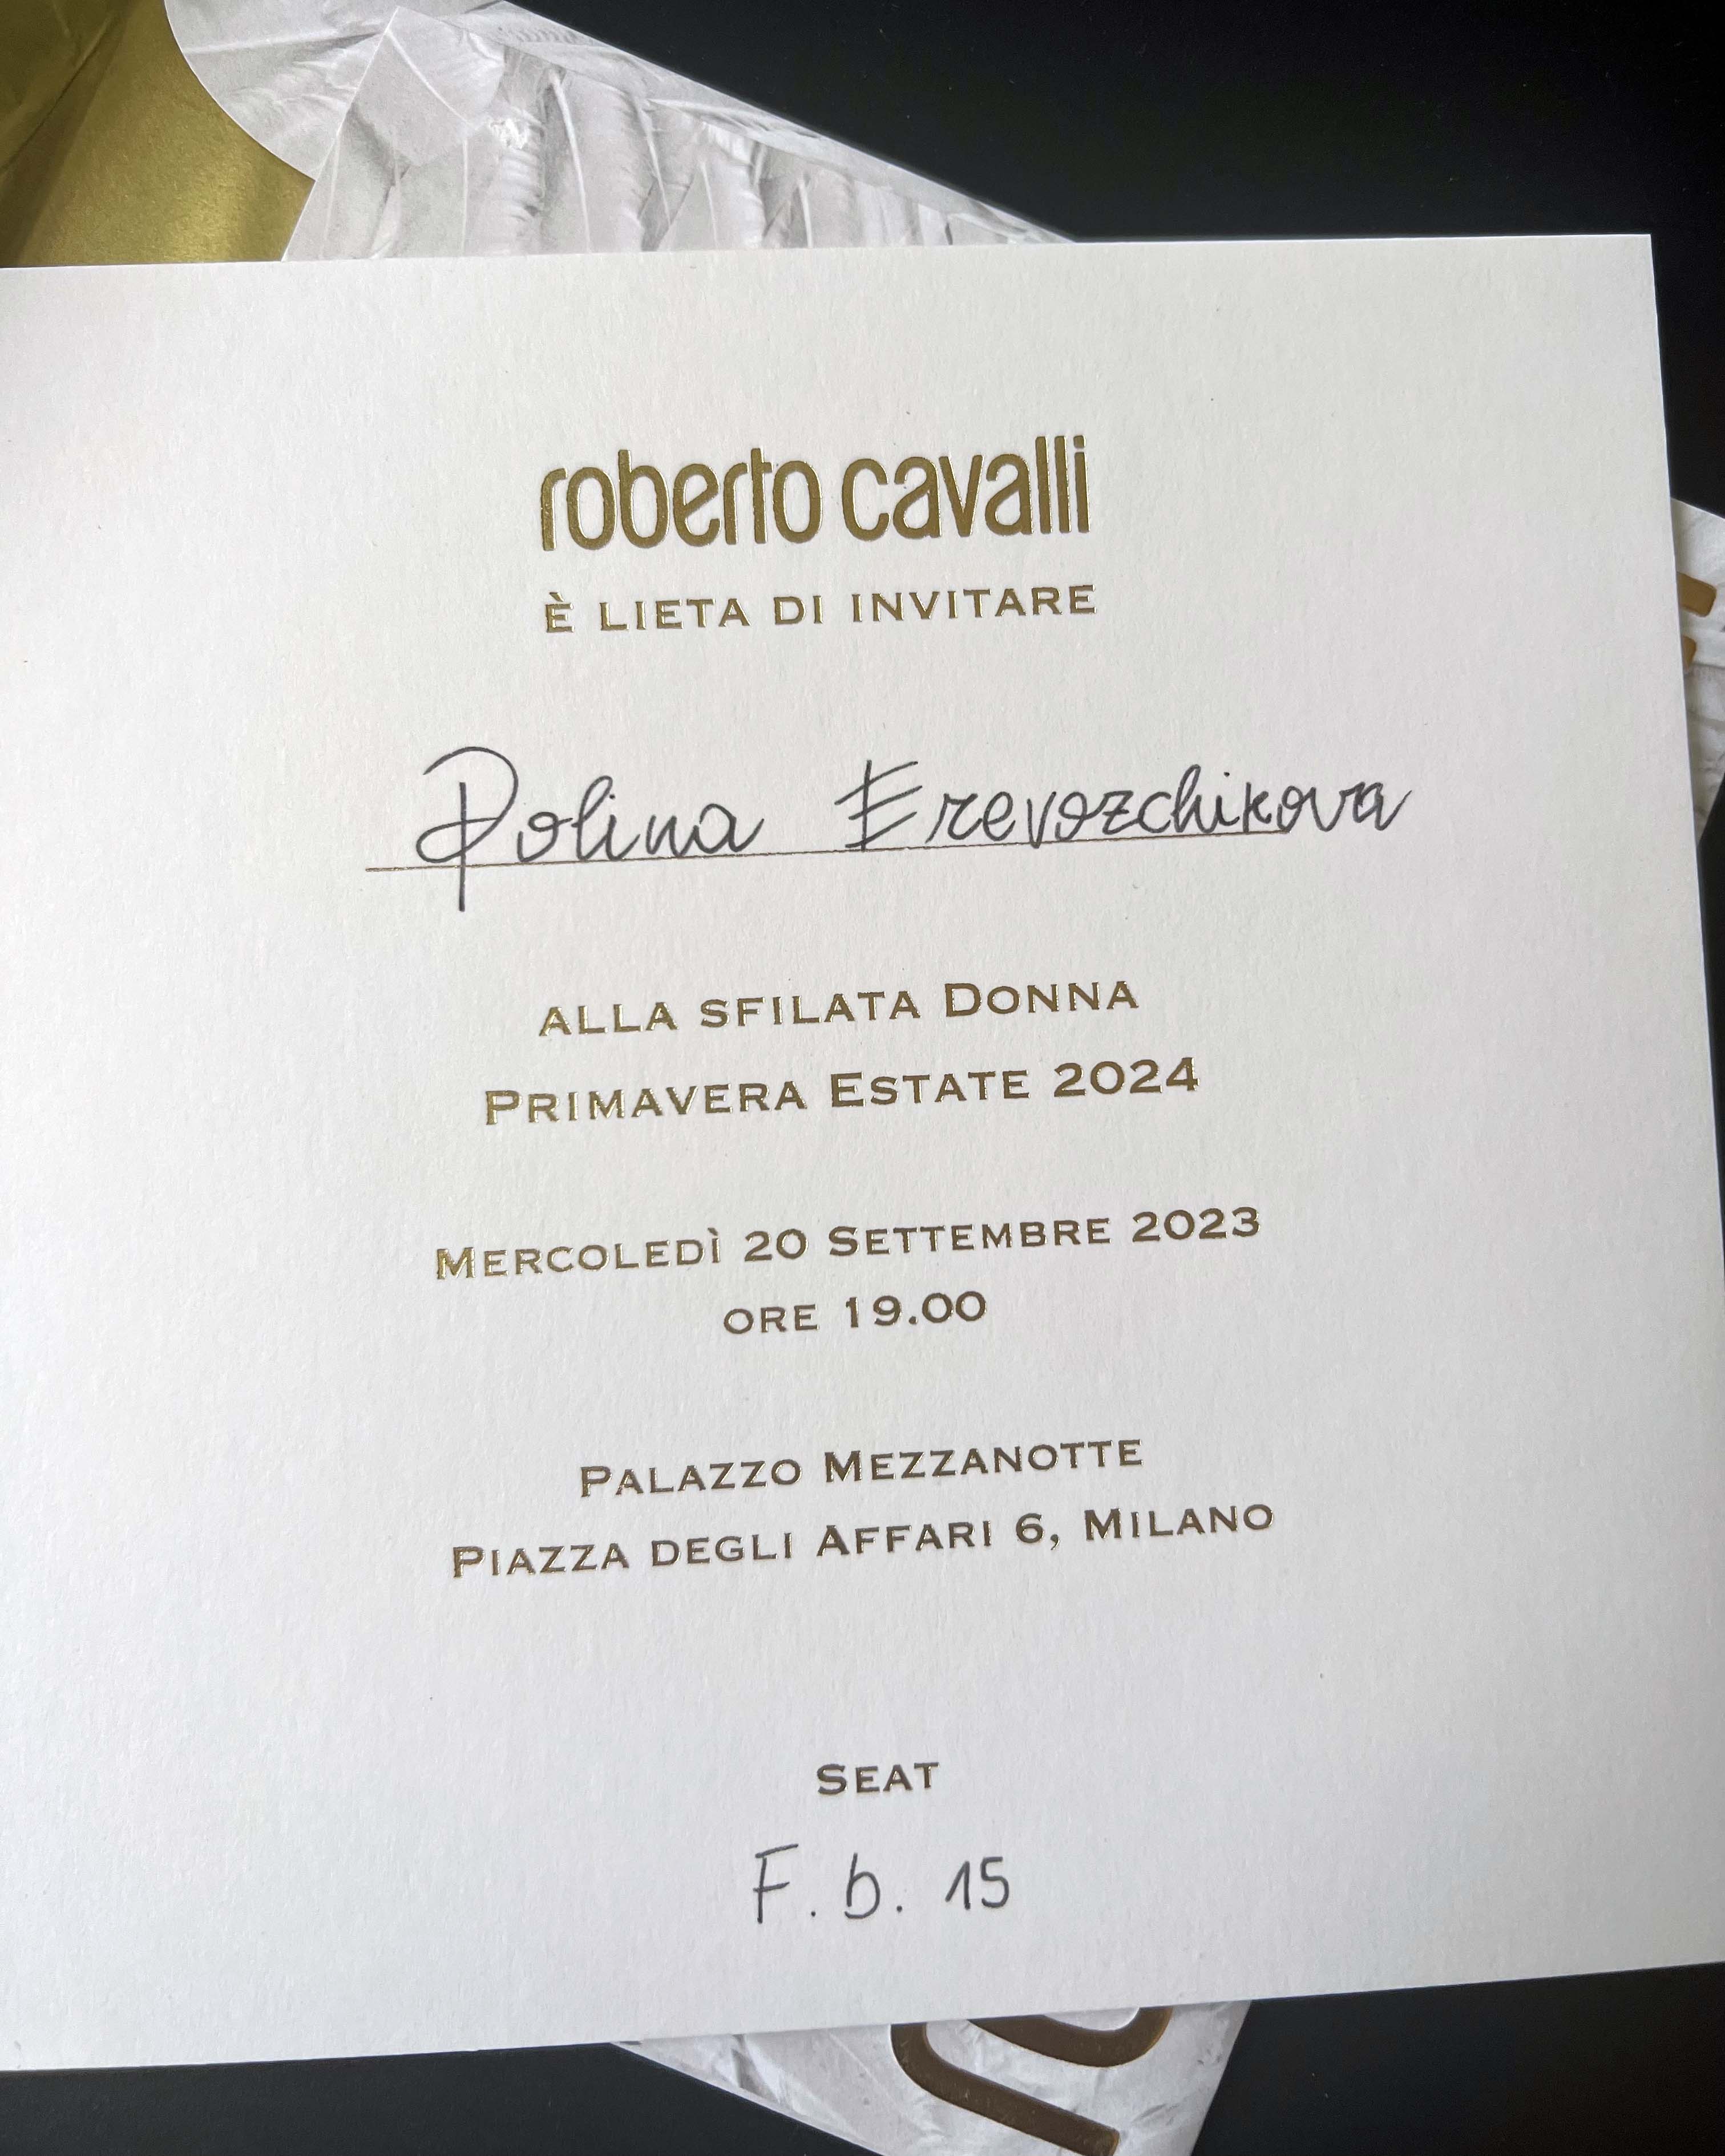 roberto cavalli
È LIETA DI INVITARE
Polina Erevozchikova
ALLA SFILATA DONNA
PRIMAVERA ESTATE 2024
MERCOLEDÌ 20 SETTEMBRE 2023
ORE 19.00
PALAZZO MEZZANOTTE
PIAZZA DEGLI AFFARI 6, MILANO
SEAT
F. b. 15